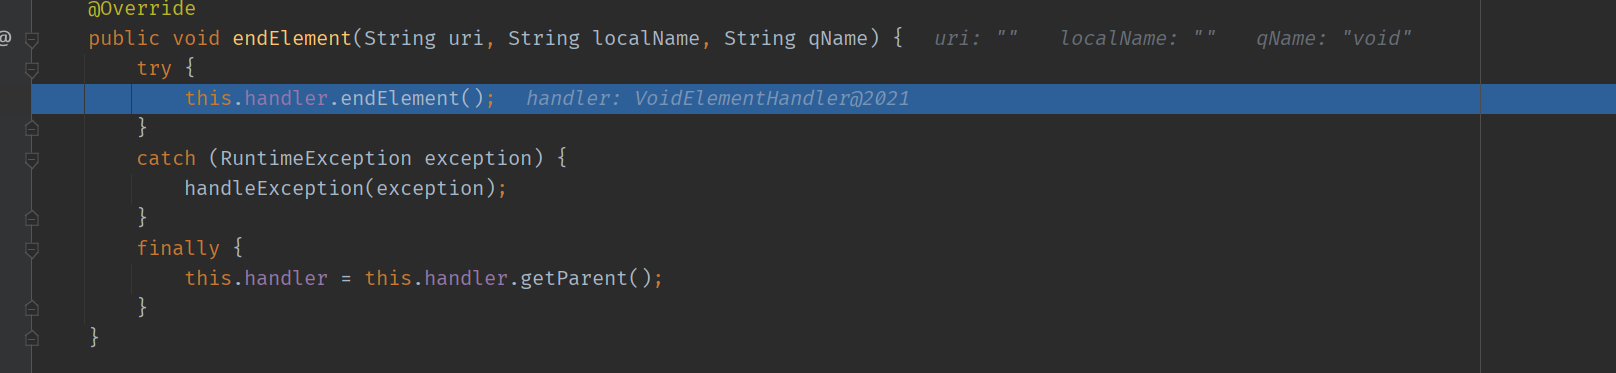 @Override
@ public void endElement(String uri, String localName, String qName) { uri: "" localName: "" qName: "void"
try {
this.handler.endElement(); handler: VoidElementHandler@2021
}
catch (RuntimeException exception) {
handleException(exception);
}
finally {
this.handler = this.handler.getParent();
}
}